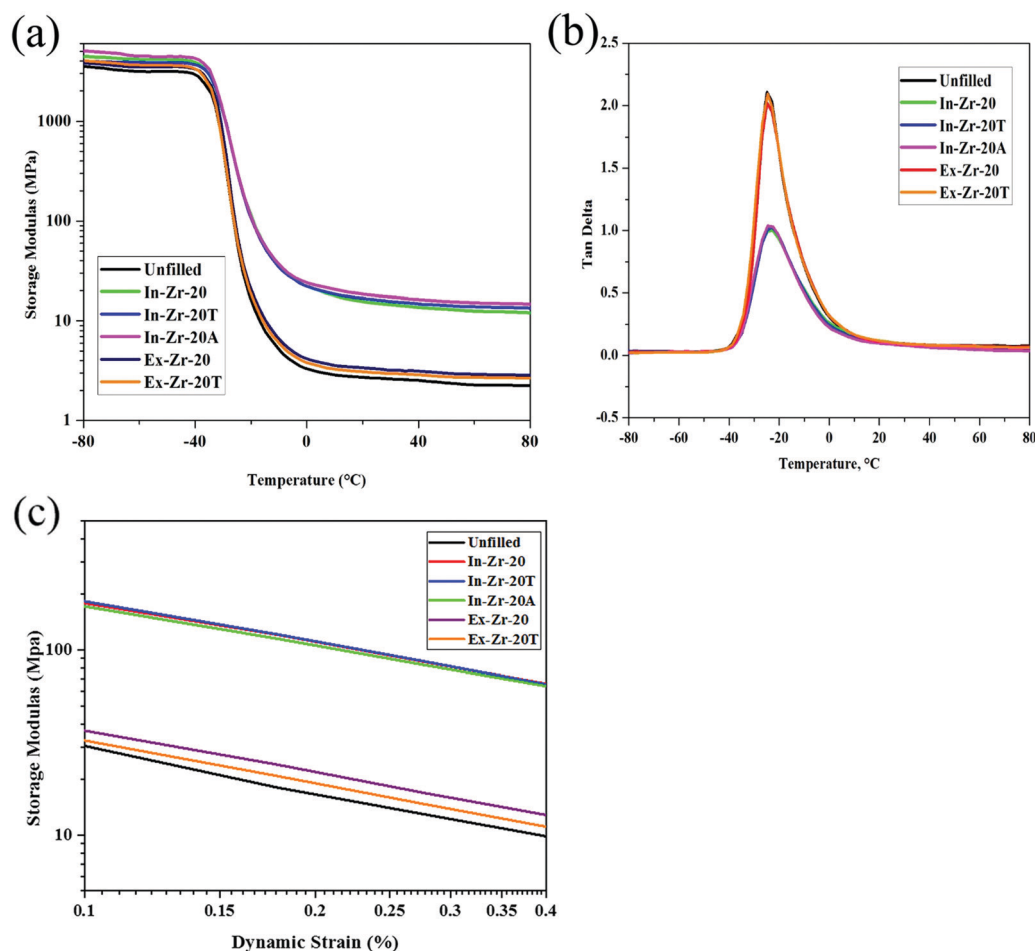 (a)
Storage Modulas (MPa)
1000
100
10
1
Unfilled
In-Zr-20
In-Zr-20T
In-Zr-20A
Ex-Zr-20
Ex-Zr-20T
-80
-40
0
40
80
Temperature (°C)
(b)
Tan Delta
2.5
2.0
1.5
1.0
0.5
0.0
-0.5
Unfilled
In-Zr-20
In-Zr-20T
In-Zr-20A
Ex-Zr-20
Ex-Zr-20T
-80
-60
-40
-20
0
20
40
60
80
Temperature, °C
(c)
Storage Modulas (Mpa)
100
10
Unfilled
In-Zr-20
In-Zr-20T
In-Zr-20A
Ex-Zr-20
Ex-Zr-20T
0.1
0.15
0.2
0.25
0.3
0.35
0.4
Dynamic Strain (%)